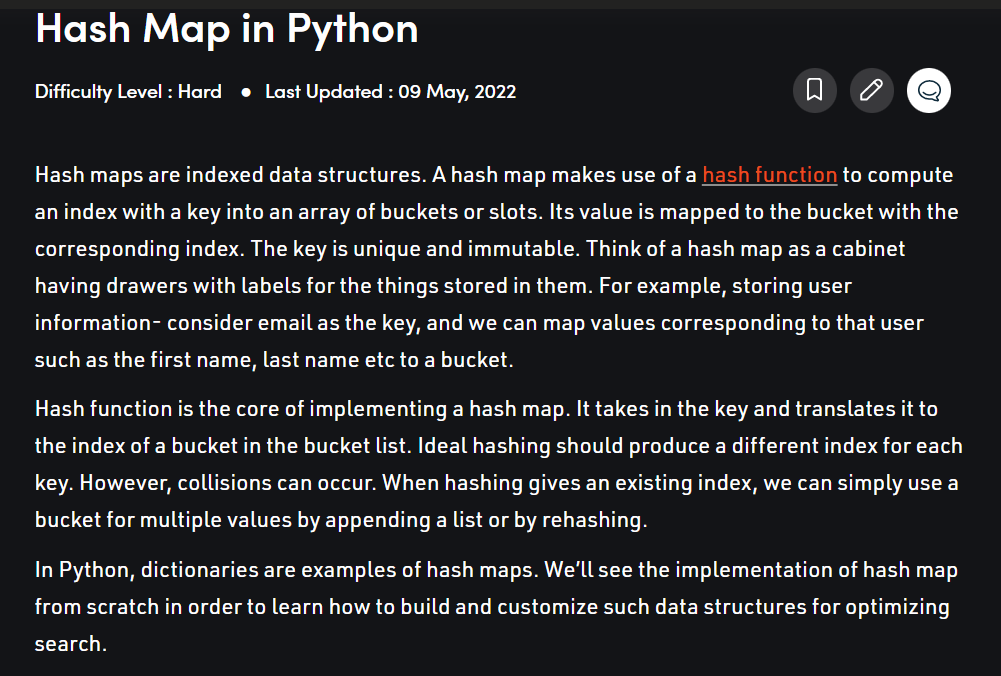 Hash Map in Python
Difficulty Level : Hard ● Last Updated : 09 May, 2022
Hash maps are indexed data structures. A hash map makes use of a hash function to compute
an index with a key into an array of buckets or slots. Its value is mapped to the bucket with the
corresponding index. The key is unique and immutable. Think of a hash map as a cabinet
having drawers with labels for the things stored in them. For example, storing user
information- consider email as the key, and we can map values corresponding to that user
such as the first name, last name etc to a bucket.
Hash function is the core of implementing a hash map. It takes in the key and translates it to
the index of a bucket in the bucket list. Ideal hashing should produce a different index for each
key. However, collisions can occur. When hashing gives an existing index, we can simply use a
bucket for multiple values by appending a list or by rehashing.
In Python, dictionaries are examples of hash maps. We’ll see the implementation of hash map
from scratch in order to learn how to build and customize such data structures for optimizing
search.